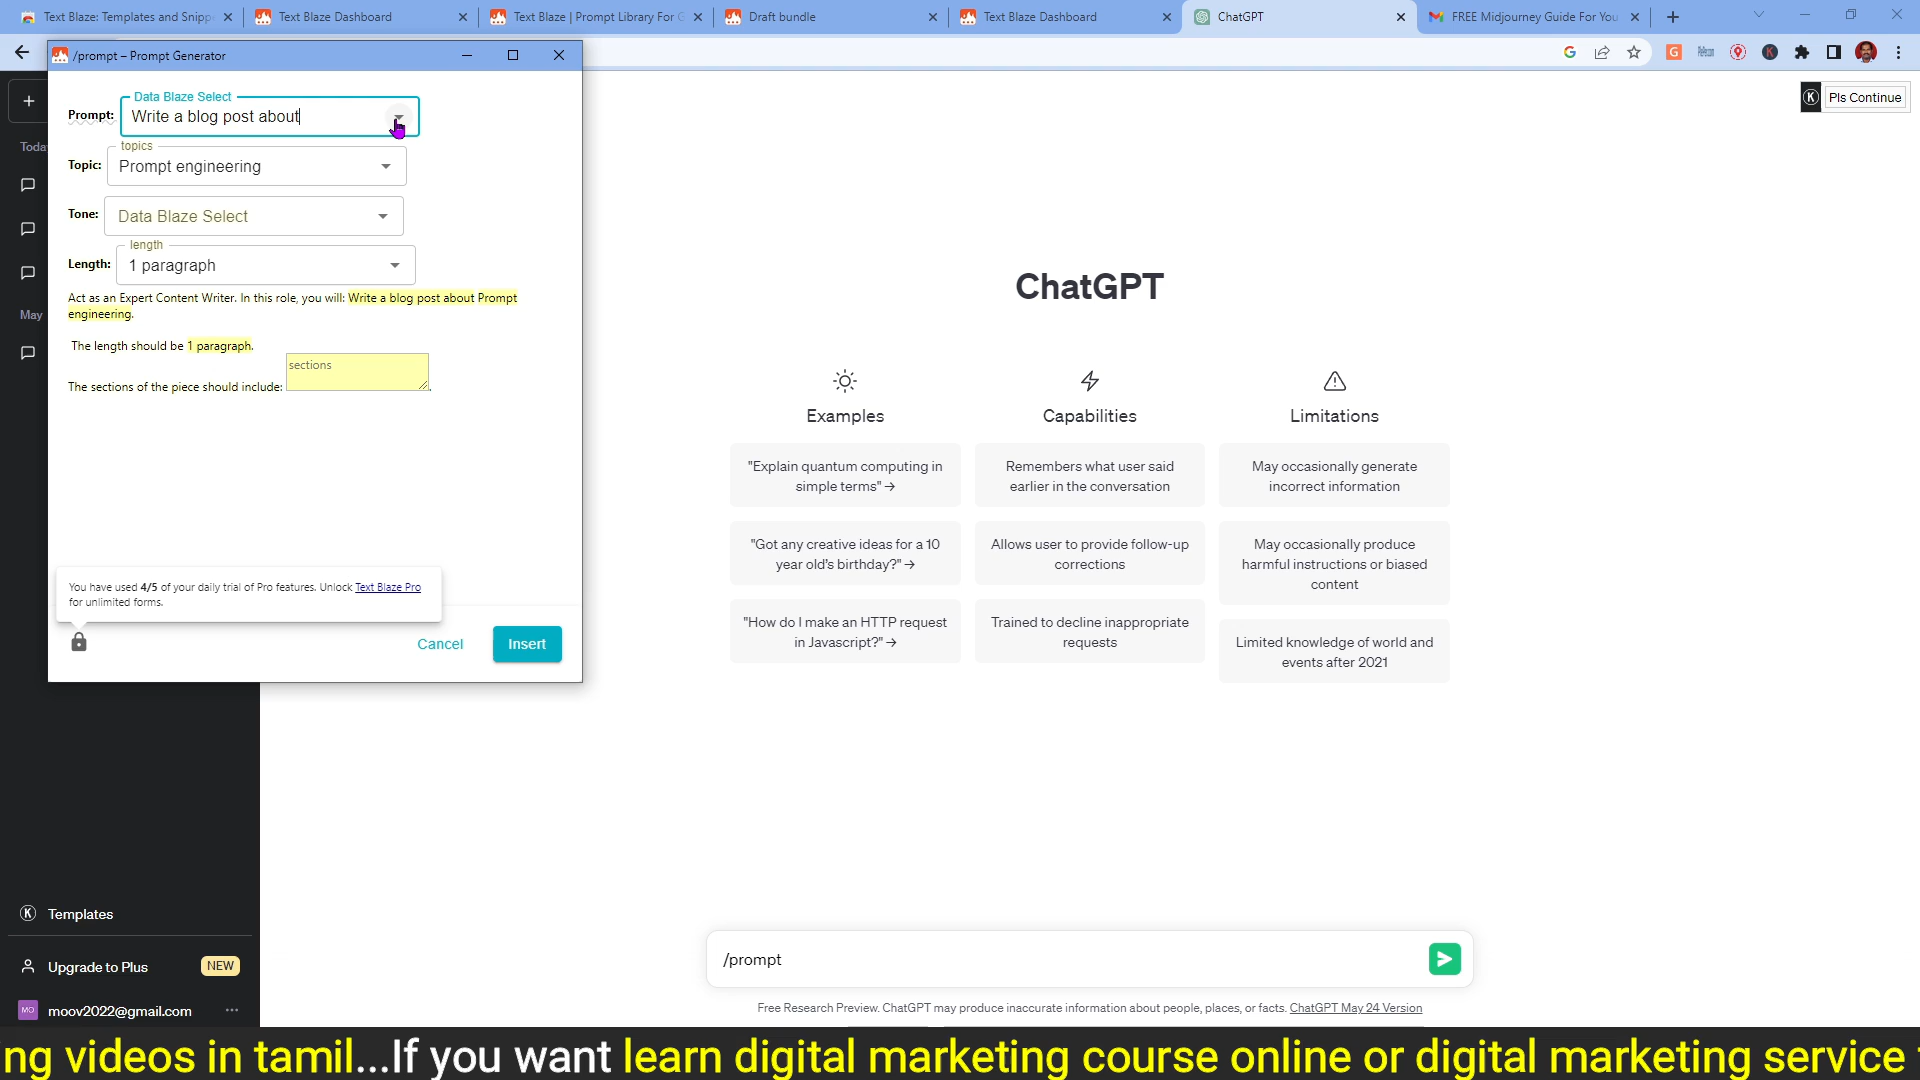 Text Blaze: Templates and Snipp
Text Blaze Dashboard
Text Blaze | Prompt Library For G
Draft bundle
Text Blaze Dashboard
ChatGPT
FREE Midjourney Guide For You
/prompt – Prompt Generator
Pls Continue
Data Blaze Select
Prompt: Write a blog post about
topics
Topic: Prompt engineering
Tone: Data Blaze Select
length
Length: 1 paragraph
Act as an Expert Content Writer. In this role, you will: Write a blog post about Prompt
engineering.
The length should be 1 paragraph.
sections
The sections of the piece should include: .
You have used 4/5 of your daily trial of Pro features. Unlock Text Blaze Pro
for unlimited forms.
Cancel
Insert
Toda
May
Templates
Upgrade to Plus NEW
MO moov2022@gmail.com
ChatGPT
Examples
"Explain quantum computing in
simple terms" →
"Got any creative ideas for a 10
year old's birthday?" →
"How do I make an HTTP request
in Javascript?" →
Capabilities
Remembers what user said
earlier in the conversation
Allows user to provide follow-up
corrections
Trained to decline inappropriate
requests
Limitations
May occasionally generate
incorrect information
May occasionally produce
harmful instructions or biased
content
Limited knowledge of world and
events after 2021
/prompt
Free Research Preview. ChatGPT may produce inaccurate information about people, places, or facts. ChatGPT May 24 Version
ng videos in tamil...If you want learn digital marketing course online or digital marketing service